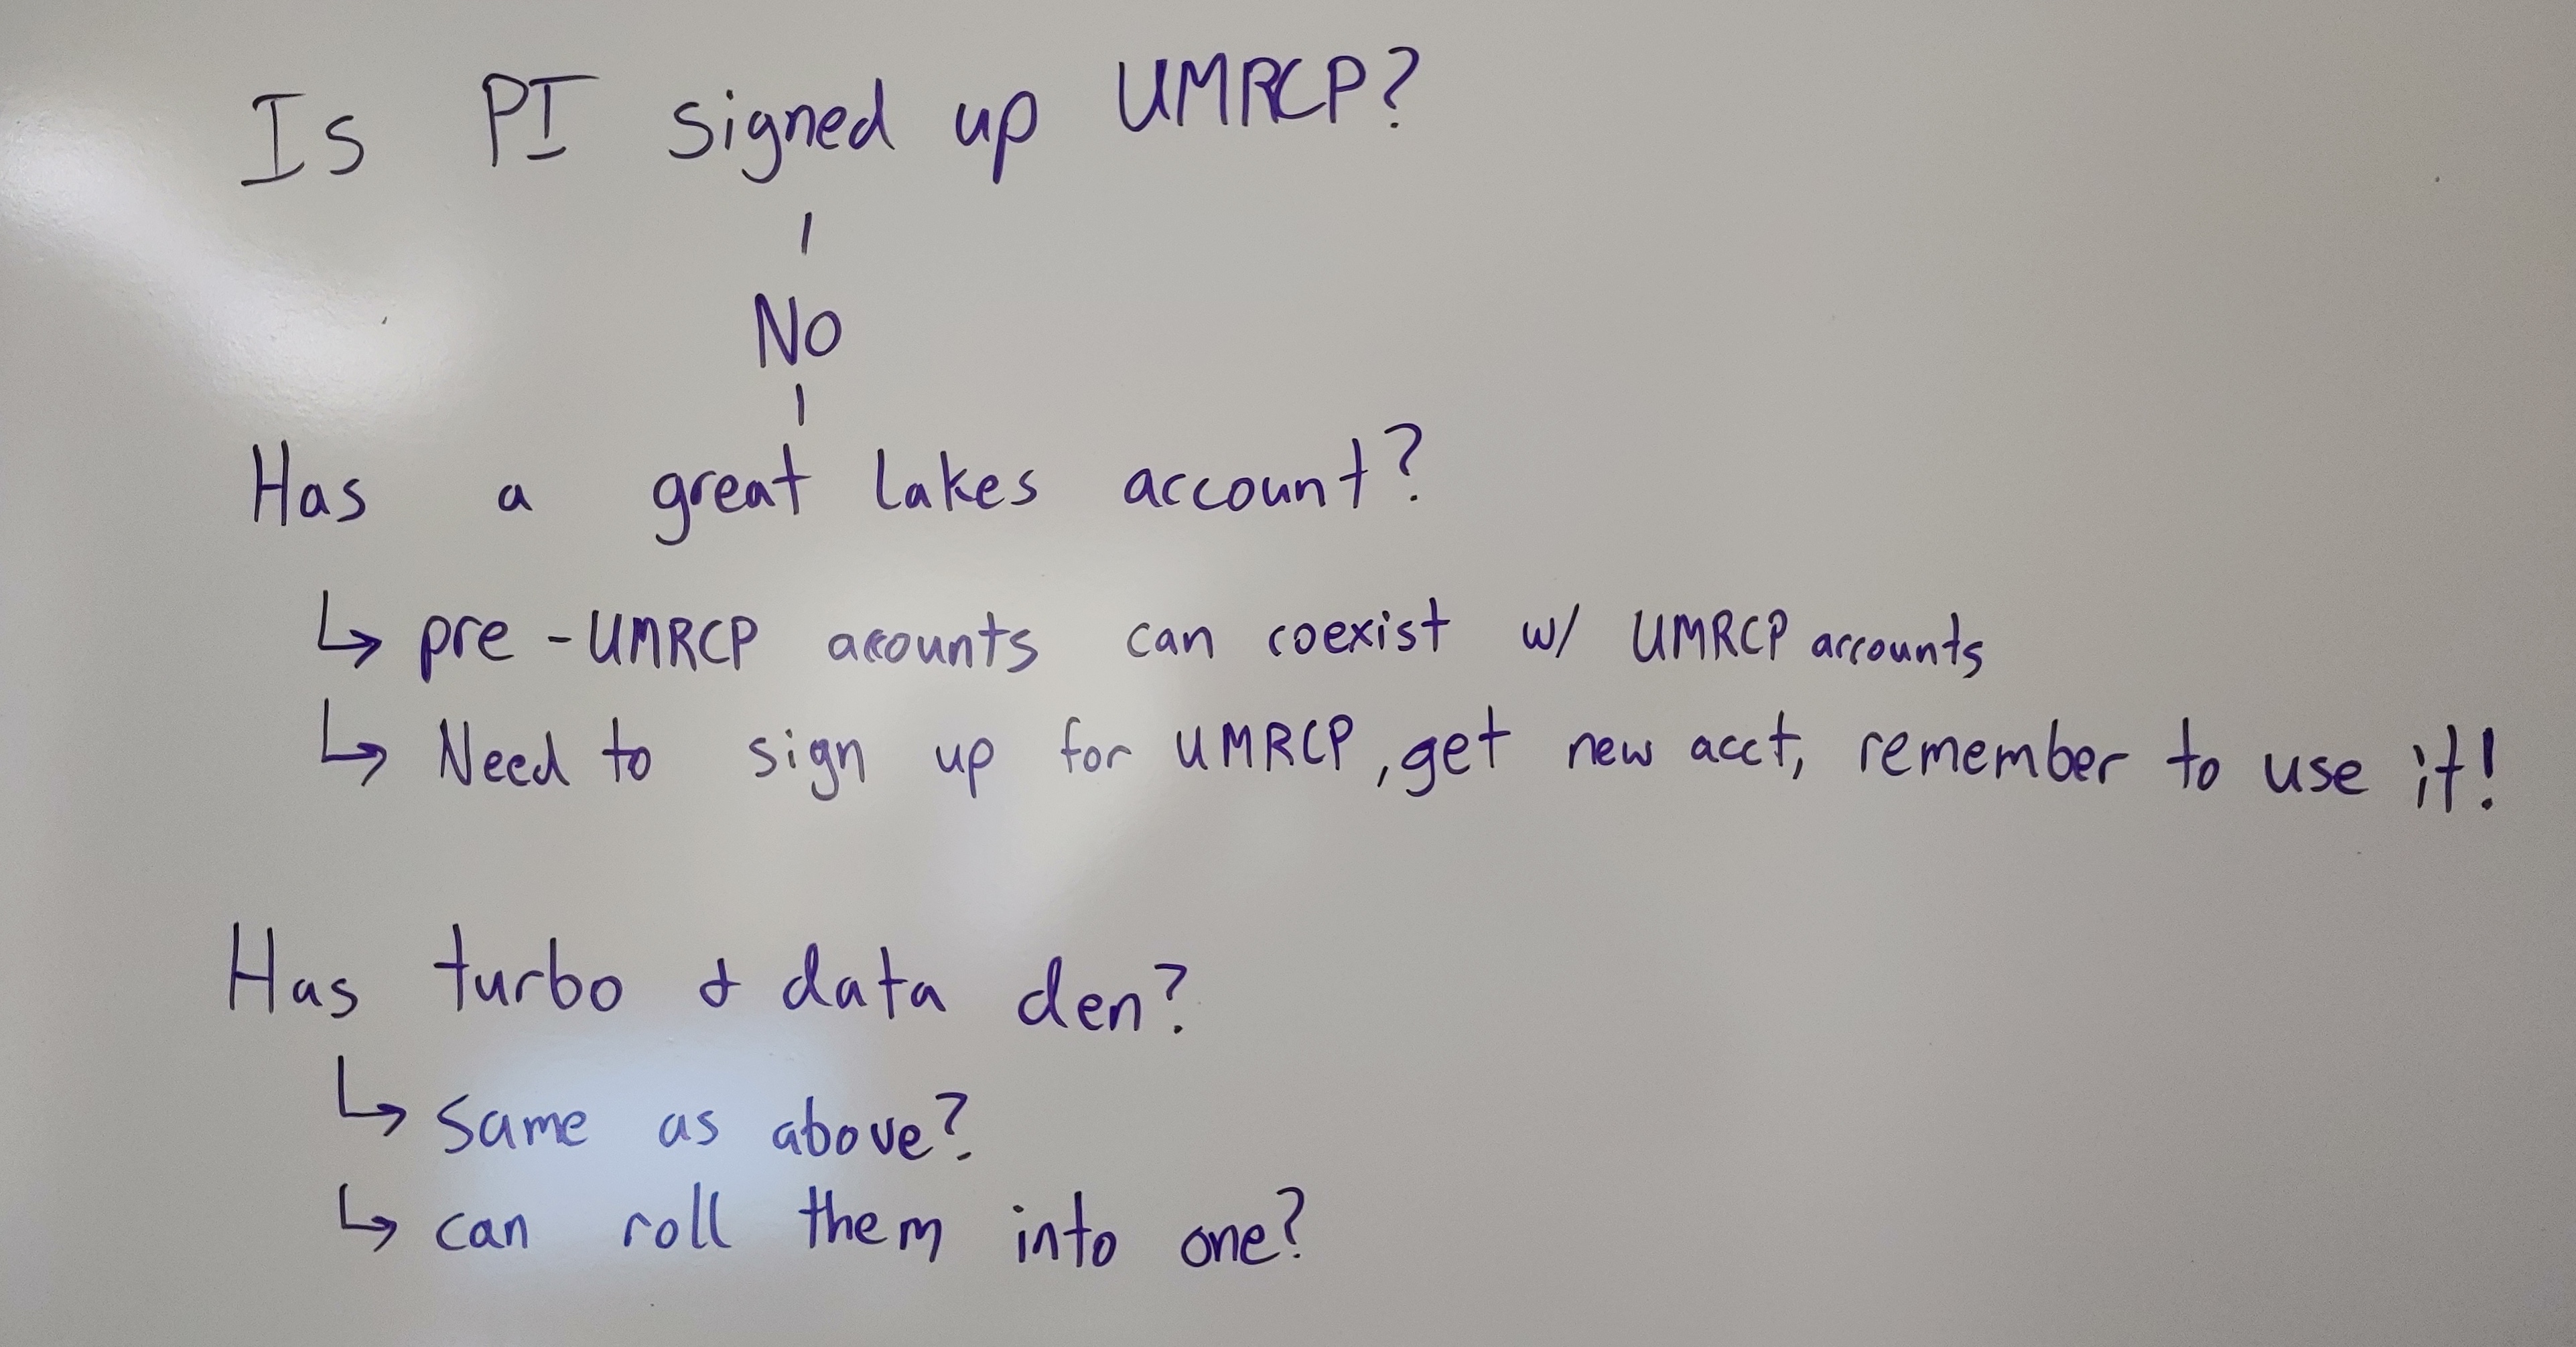 Is PI signed up UMRCP?
No
Has a great lakes account?
↳ pre-UMRCP acounts can coexist w/ UMRCP accounts
↳ Need to sign up for UMRCP, get new acct, remember to use it!
Has turbo & data den?
↳ same as above?
↳ can roll them into one?